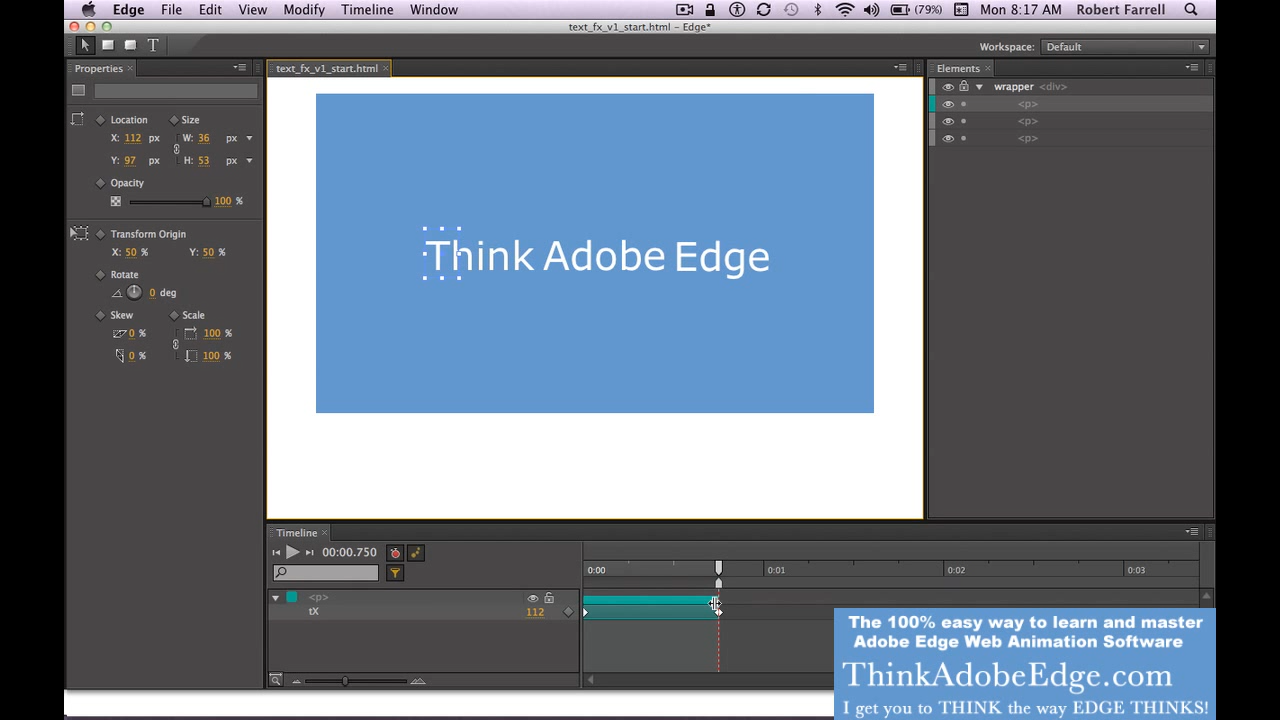 Edge File Edit View Modify Timeline Window (79%) Mon 8:17 AM Robert Farrell
text_fx_v1_start.html – Edge*
T Workspace: Default
Properties × text_fx_v1_start.html × Elements ×
wrapper <div>
<p>
<p>
<p>
Location Size
X: 112 px W: 36 px
Y: 97 px H: 53 px
Opacity
100 %
Transform Origin
X: 50 % Y: 50 %
Rotate
0 deg
Skew Scale
0 % 100 %
0 % 100 %
Think Adobe Edge
Timeline ×
00:00.750
0:00 0:01 0:02 0:03
<p>
tX 112
The 100% easy way to learn and master
Adobe Edge Web Animation Software
ThinkAdobeEdge.com
I get you to THINK the way EDGE THINKS!